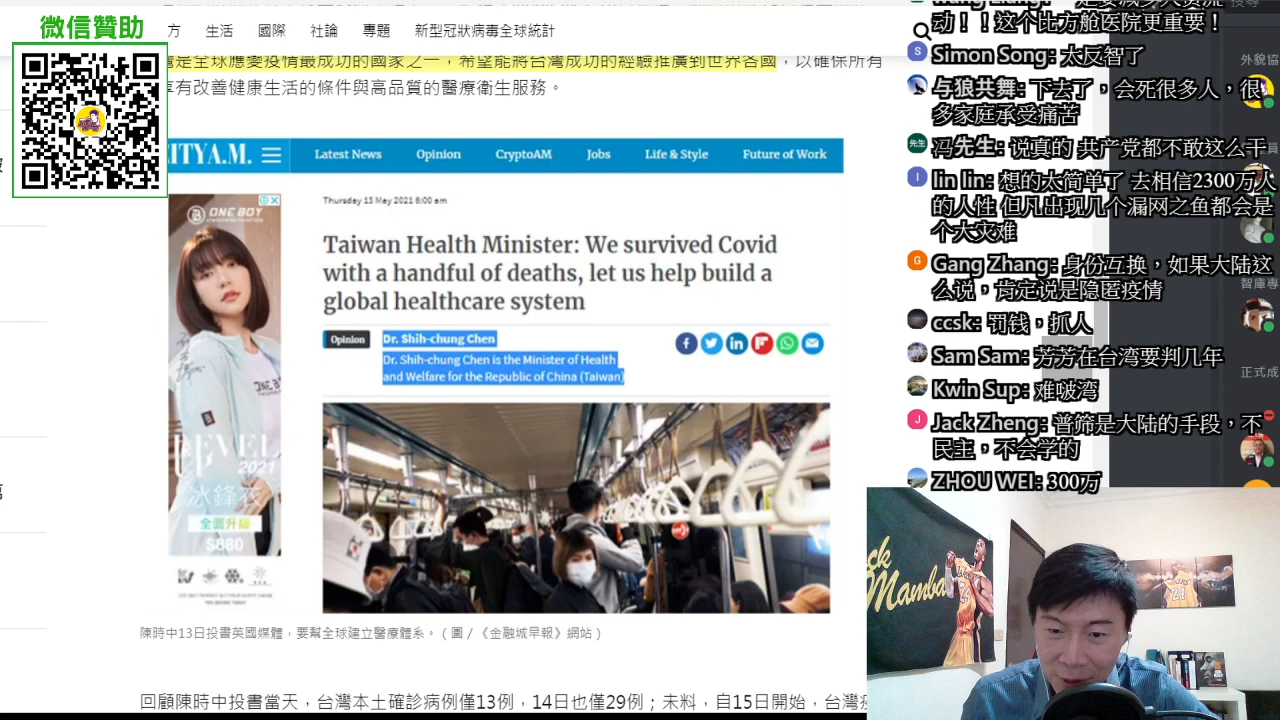 微信贊助
方 生活 國際 社論 專題 新型冠狀病毒全球統計
是全球應變疫情最成功的國家之一，希望能將台灣成功的經驗推廣到世界各國，以確保所有
享有改善健康生活的條件與高品質的醫療衛生服務。
CITYA.M.
Latest News Opinion CryptoAM Jobs Life & Style Future of Work
Thursday 13 May 2021 6:00 am
Taiwan Health Minister: We survived Covid
with a handful of deaths, let us help build a
global healthcare system
Opinion
Dr. Shih-chung Chen
Dr. Shih-chung Chen is the Minister of Health
and Welfare for the Republic of China (Taiwan)
ONE BOY
2021
冰鋒衣
全面升級
$880
陳時中13日投書英國媒體，要幫全球建立醫療體系。（圖／《金融城早報》網站）
回顧陳時中投書當天，台灣本土確診病例僅13例，14日也僅29例；未料，自15日開始，台灣
动！！这个比方舱医院更重要！
Simon Song: 太反智了
与狼共舞: 下去了，会死很多人，很
多家庭承受痛苦
冯先生: 说真的 共产党都不敢这么干
lin lin: 想的太简单了 去相信2300万人
的人性 但凡出现几个漏网之鱼都会是
个大灾难
Gang Zhang: 身份互换，如果大陆这
么说，肯定说是隐匿疫情
ccsk: 罚钱，抓人
Sam Sam: 芳芳在台湾要判几年
Kwin Sup: 难啵湾
Jack Zheng: 普筛是大陆的手段，不
民主，不会学的
ZHOU WEI: 300万
外貌協
智庫專
正式成
Mamba
24